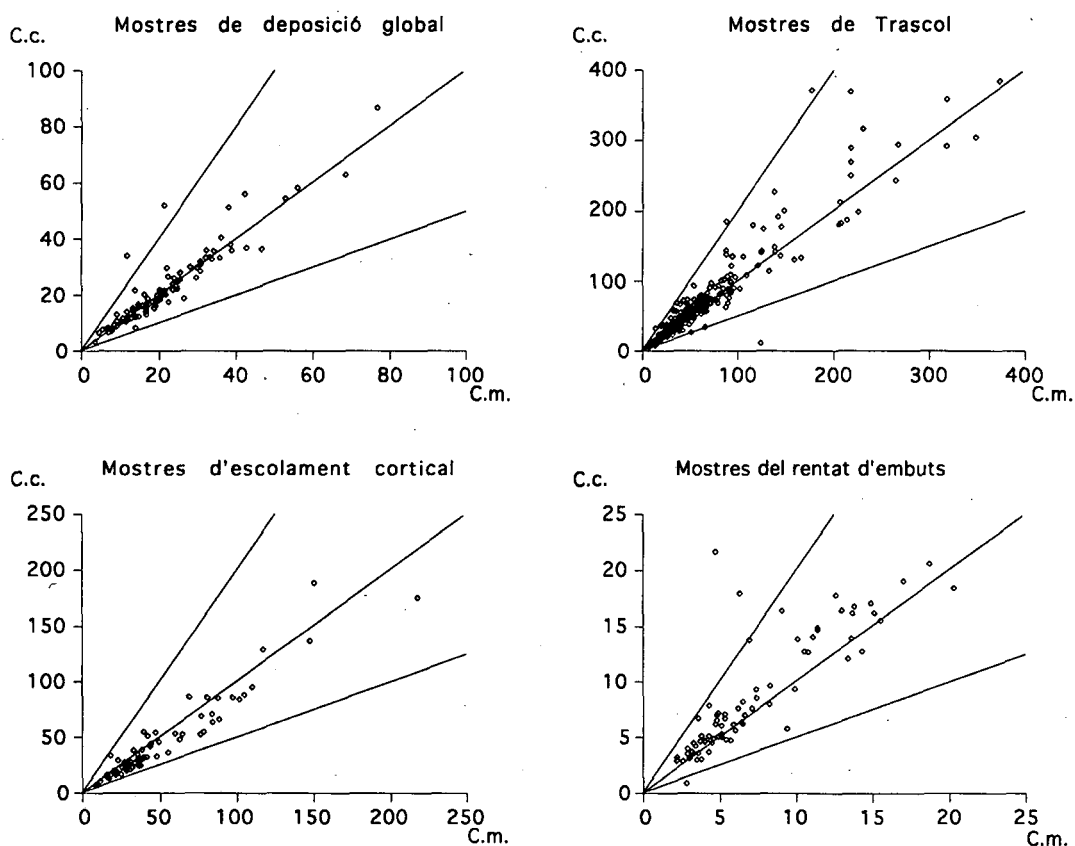 Mostres de deposició global
C.c.
100
80
60
40
20
0
0 20 40 60 80 100
C.m.
Mostres de Trascol
C.c.
400
300
200
100
0
0 100 200 300 400
C.m.
Mostres d'escolament cortical
C.c.
250
200
150
100
50
0
0 50 100 150 200 250
C.m.
Mostres del rentat d'embuts
C.c.
25
20
15
10
5
0
0 5 10 15 20 25
C.m.